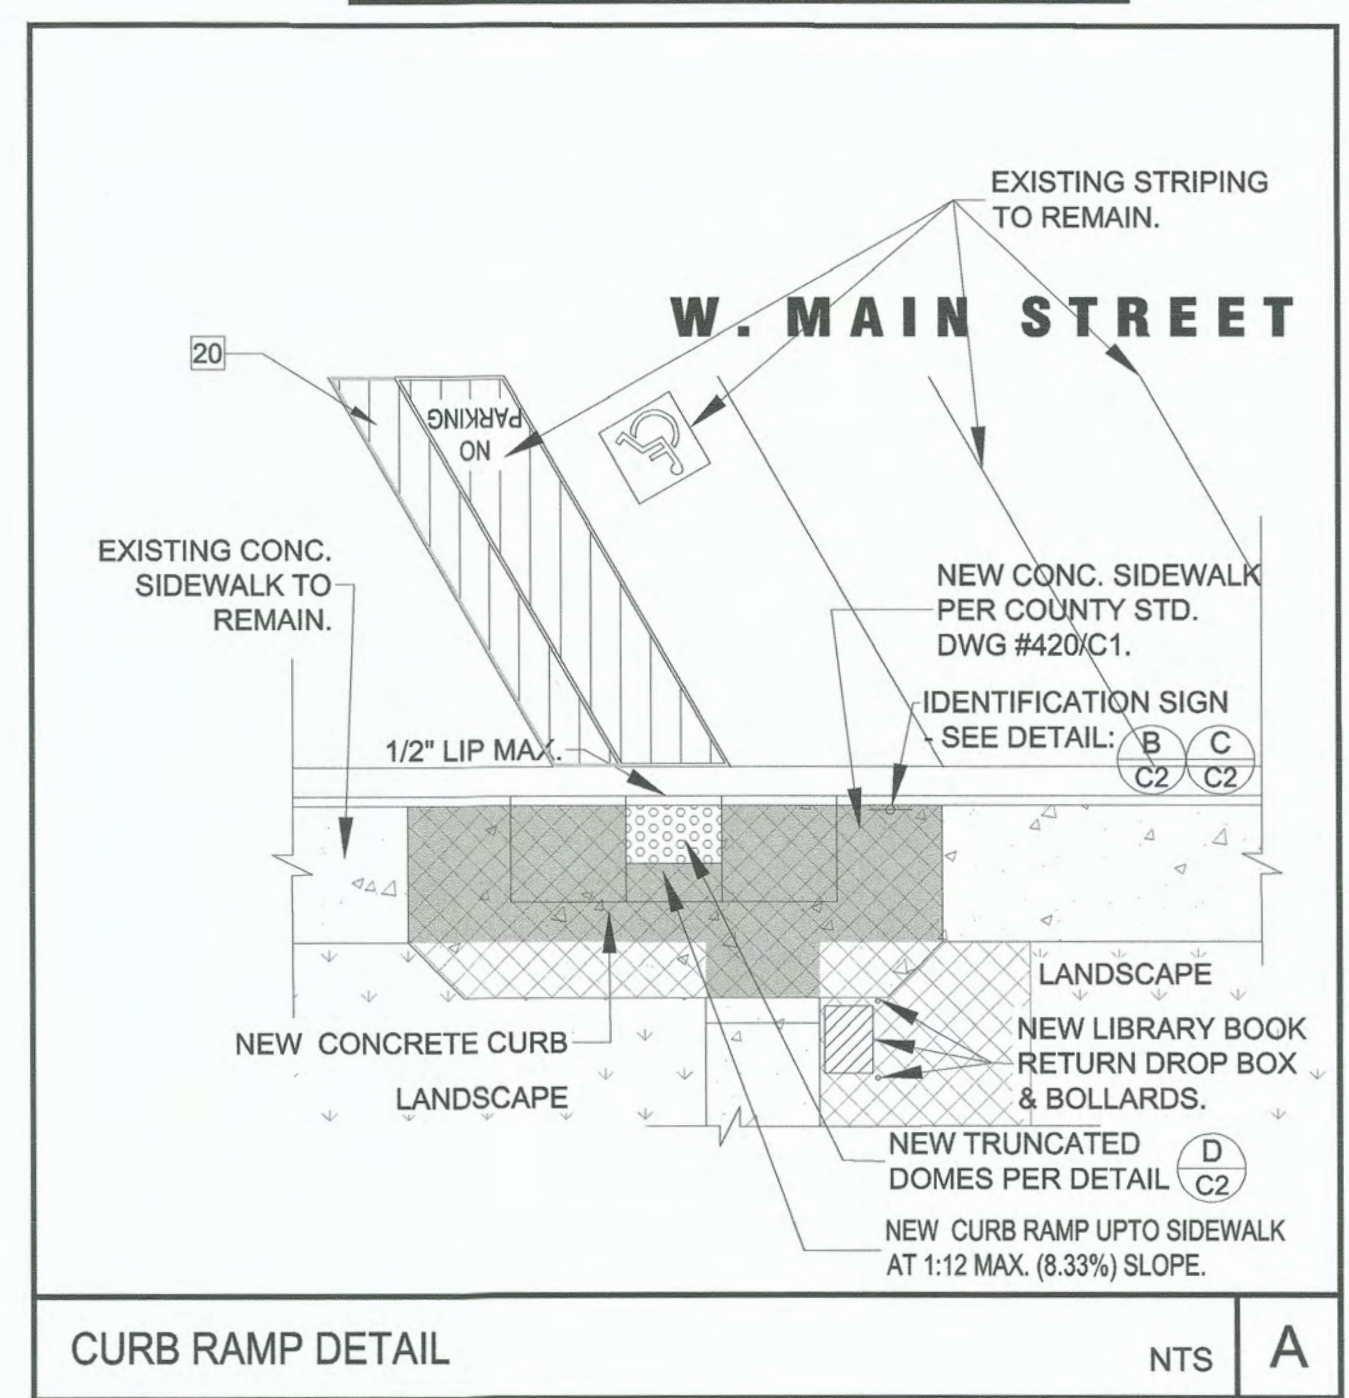 EXISTING STRIPING
TO REMAIN.
W. MAIN STREET
20
NO
PARKING
EXISTING CONC.
SIDEWALK TO
REMAIN.
NEW CONC. SIDEWALK
PER COUNTY STD.
DWG #420/C1.
IDENTIFICATION SIGN
- SEE DETAIL:
B
C2
C
C2
1/2" LIP MAX.
LANDSCAPE
NEW CONCRETE CURB
NEW LIBRARY BOOK
RETURN DROP BOX
& BOLLARDS.
LANDSCAPE
NEW TRUNCATED
DOMES PER DETAIL
D
C2
NEW CURB RAMP UPTO SIDEWALK
AT 1:12 MAX. (8.33%) SLOPE.
CURB RAMP DETAIL
NTS
A